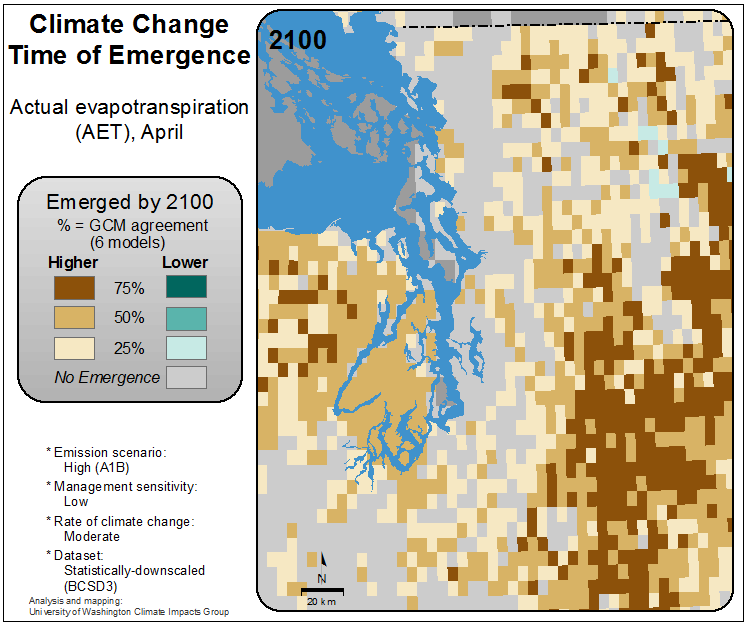 Climate Change
Time of Emergence
Actual evapotranspiration
(AET), April
Emerged by 2100
% = GCM agreement
(6 models)
Higher Lower
75%
50%
25%
No Emergence
* Emission scenario:
High (A1B)
* Management sensitivity:
Low
* Rate of climate change:
Moderate
* Dataset:
Statistically-downscaled
(BCSD3)
Analysis and mapping:
University of Washington Climate Impacts Group
2100
N
20 km